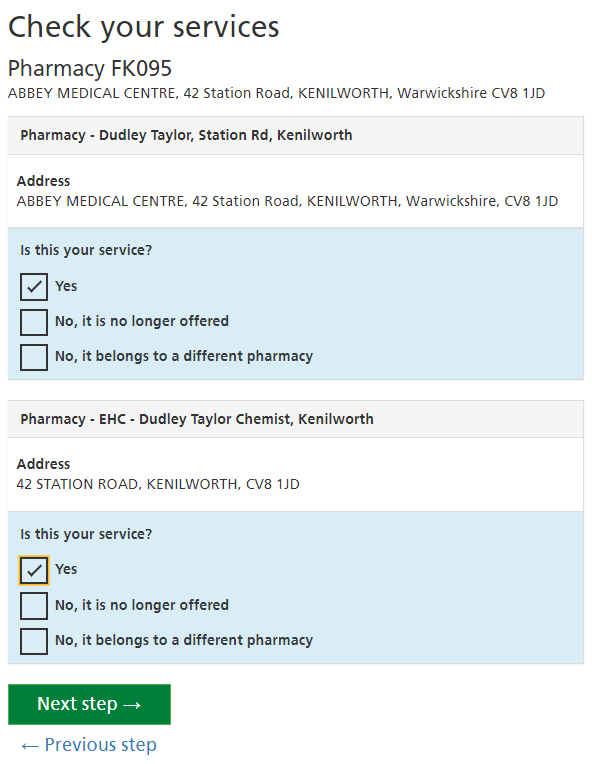 Check your services
Pharmacy FK095
ABBEY MEDICAL CENTRE, 42 Station Road, KENILWORTH, Warwickshire CV8 1JD
Pharmacy - Dudley Taylor, Station Rd, Kenilworth
Address
ABBEY MEDICAL CENTRE, 42 Station Road, KENILWORTH, Warwickshire, CV8 1JD
Is this your service?
Yes
No, it is no longer offered
No, it belongs to a different pharmacy
Pharmacy - EHC - Dudley Taylor Chemist, Kenilworth
Address
42 STATION ROAD, KENILWORTH, CV8 1JD
Is this your service?
Yes
No, it is no longer offered
No, it belongs to a different pharmacy
Next step →
← Previous step